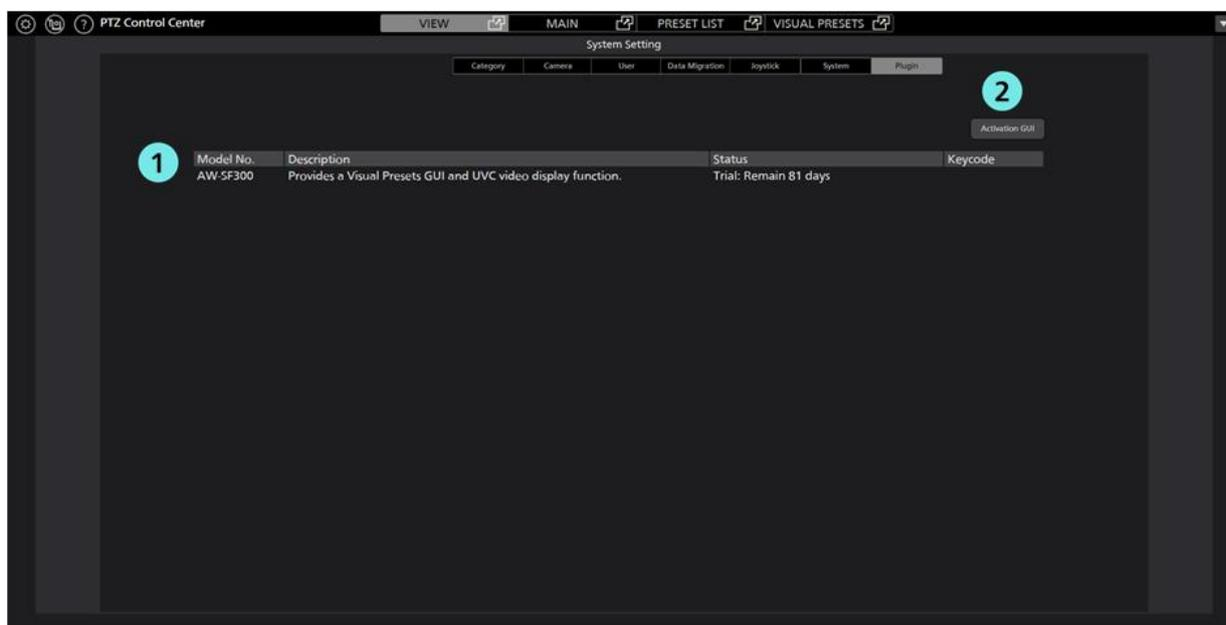 ? PTZ Control Center VIEW MAIN PRESET LIST VISUAL PRESETS
System Setting
Category Camera User Data Migration Joystick System Plugin
2
Activation GUI
1
Model No. Description Status Keycode
AW-SF300 Provides a Visual Presets GUI and UVC video display function. Trial: Remain 81 days